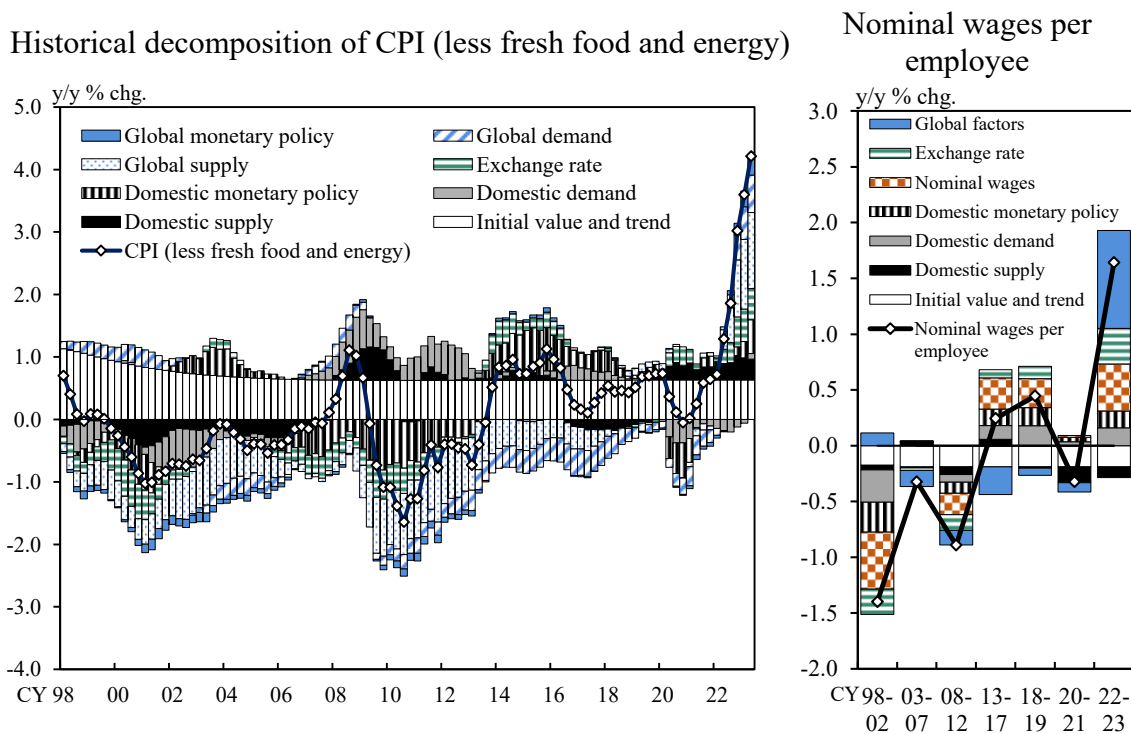 Historical decomposition of CPI (less fresh food and energy)
y/y % chg.
5.0
4.0
3.0
2.0
1.0
0.0
-1.0
-2.0
-3.0
-4.0
Global monetary policy
Global demand
Global supply
Exchange rate
Domestic monetary policy
Domestic demand
Domestic supply
Initial value and trend
CPI (less fresh food and energy)
CY 98 00 02 04 06 08 10 12 14 16 18 20 22
Nominal wages per
employee
y/y % chg.
3.0
2.5
2.0
1.5
1.0
0.5
0.0
-0.5
-1.0
-1.5
-2.0
Global factors
Exchange rate
Nominal wages
Domestic monetary policy
Domestic demand
Domestic supply
Initial value and trend
Nominal wages per
employee
CY 98- 03- 08- 13- 18- 20- 22-
02 07 12 17 19 21 23